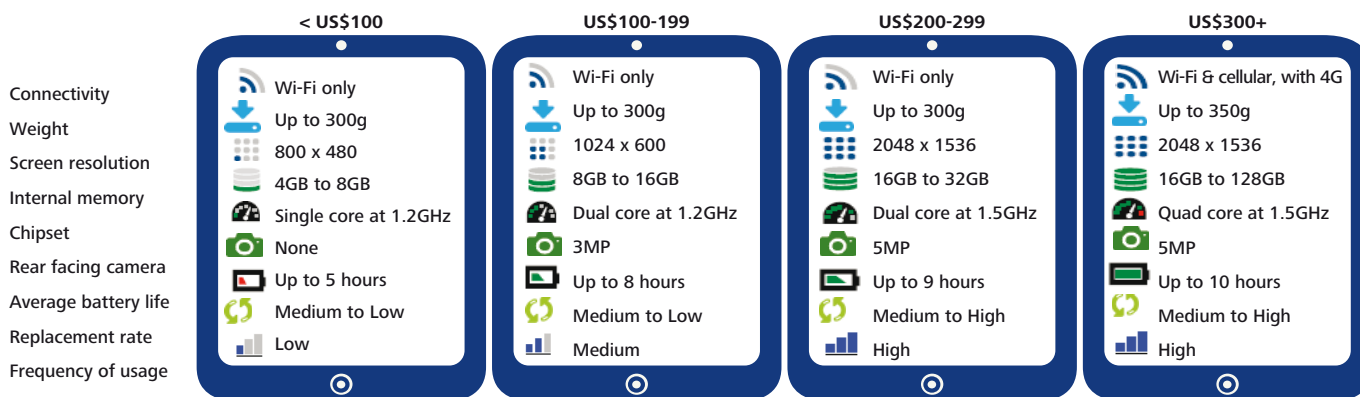 < US$100
US$100-199
US$200-299
US$300+
Connectivity
Weight
Screen resolution
Internal memory
Chipset
Rear facing camera
Average battery life
Replacement rate
Frequency of usage
Wi-Fi only
Up to 300g
800 x 480
4GB to 8GB
Single core at 1.2GHz
None
Up to 5 hours
Medium to Low
Low
Wi-Fi only
Up to 300g
1024 x 600
8GB to 16GB
Dual core at 1.2GHz
3MP
Up to 8 hours
Medium to Low
Medium
Wi-Fi only
Up to 300g
2048 x 1536
16GB to 32GB
Dual core at 1.5GHz
5MP
Up to 9 hours
Medium to High
High
Wi-Fi & cellular, with 4G
Up to 350g
2048 x 1536
16GB to 128GB
Quad core at 1.5GHz
5MP
Up to 10 hours
Medium to High
High